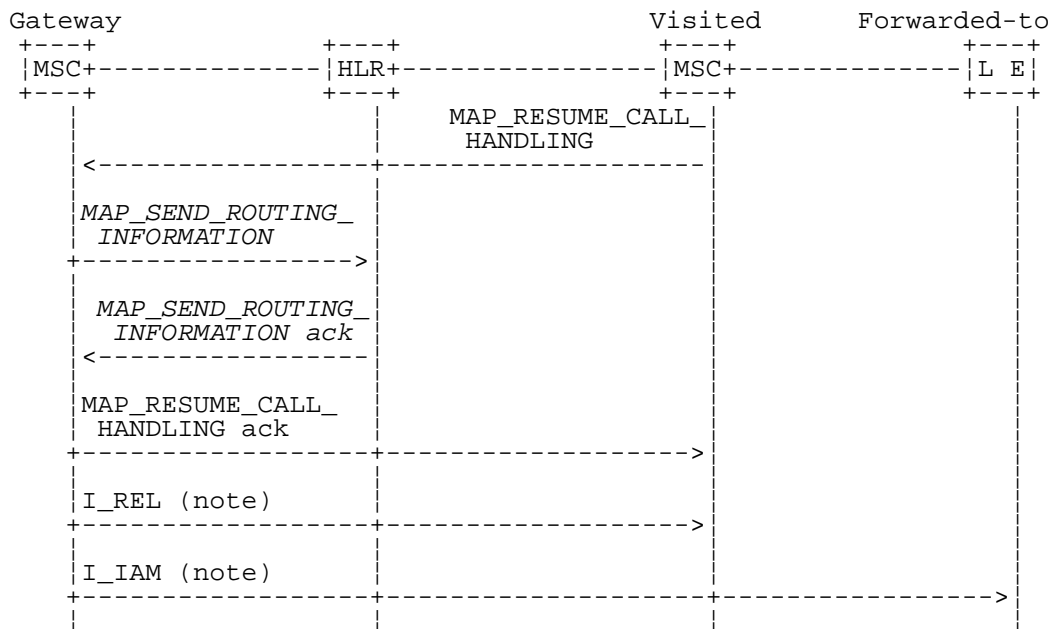 Gateway Visited Forwarded-to
MSC HLR MSC L E
MAP_RESUME_CALL_
HANDLING
MAP_SEND_ROUTING_
INFORMATION
MAP_SEND_ROUTING_
INFORMATION ack
MAP_RESUME_CALL_
HANDLING ack
I_REL (note)
I_IAM (note)